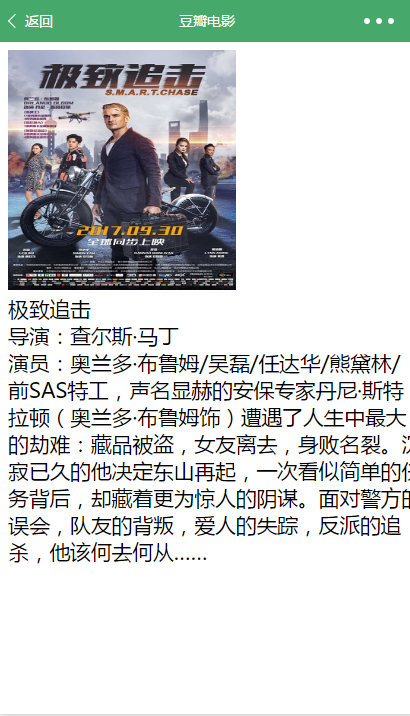 返回
豆瓣电影
极致追击
S.M.A.R.T. CHASE
2017.09.30
全球同步上映
极致追击
导演：查尔斯·马丁
演员：奥兰多·布鲁姆/吴磊/任达华/熊黛林/
前SAS特工，声名显赫的安保专家丹尼·斯特
拉顿（奥兰多·布鲁姆饰）遭遇了人生中最大
的劫难：藏品被盗，女友离去，身败名裂。沉
寂已久的他决定东山再起，一次看似简单的任
务背后，却藏着更为惊人的阴谋。面对警方的
误会，队友的背叛，爱人的失踪，反派的追
杀，他该何去何从……